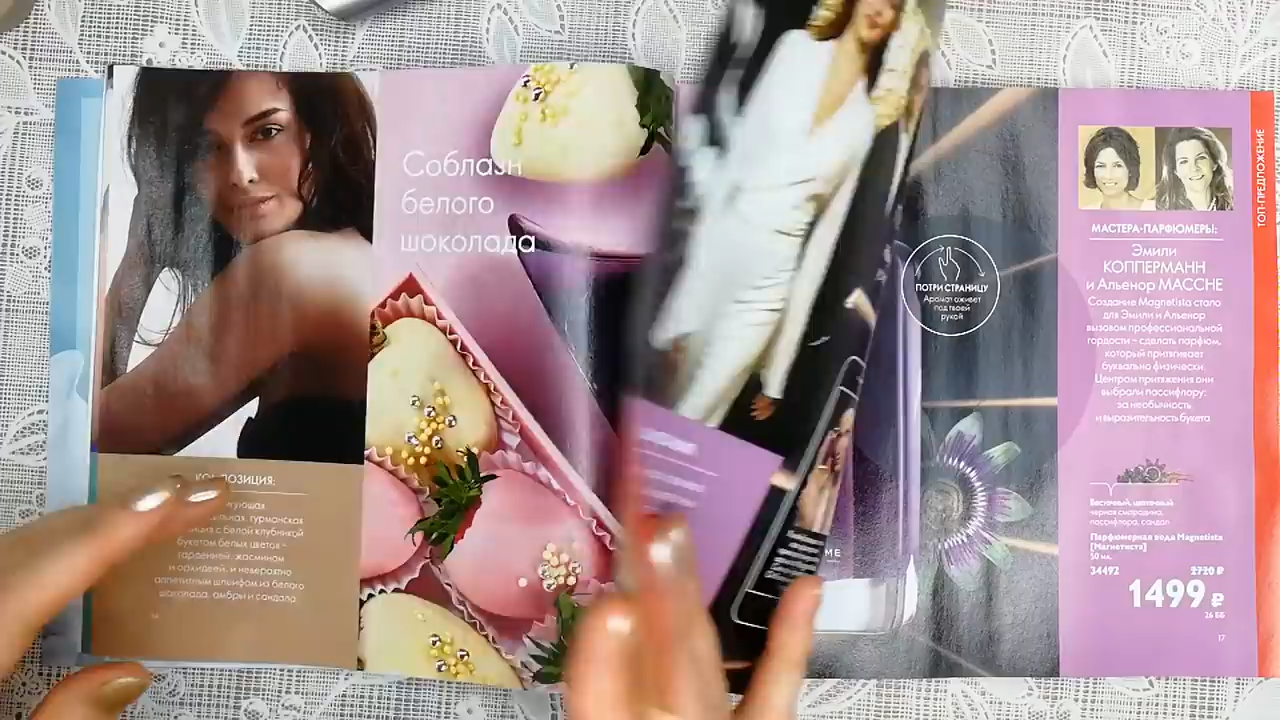 Соблазн
белого
шоколада
КОМПОЗИЦИЯ:
с белой клубникой
букетом белых цветов –
гарденией, жасмином
и орхидеей, и невероятно
аппетитным шлейфом из белого
шоколада, амбры и сандала
ПОТРИ СТРАНИЦУ
Аромат оживет
под твоей
рукой
ТОП-ПРЕДЛОЖЕНИЕ
МАСТЕРА-ПАРФЮМЕРЫ:
Эмили
КОППЕРМАНН
и Альенор МАССНЕ
Создание Magnetista стало
для Эмили и Альенор
вызовом профессиональной
гордости – сделать парфюм,
который притягивает
буквально физически.
Центром притяжения они
выбрали пассифлору:
за необычность
и выразительность букета
Восточный, цветочный
черная смородина,
пассифлора, сандал
Парфюмерная вода Magnetista
[Магнетиста]
50 мл.
34492 2720 ₽
1499 ₽
26 ББ
17